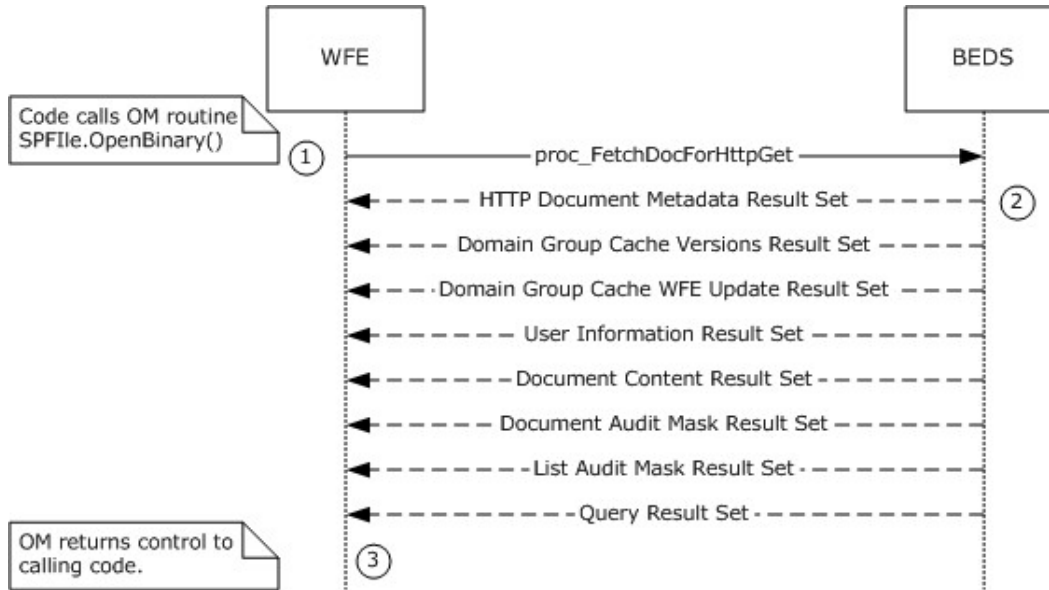 WFE
BEDS
Code calls OM routine
SPFIle.OpenBinary()
1
proc_FetchDocForHttpGet
HTTP Document Metadata Result Set
2
Domain Group Cache Versions Result Set
Domain Group Cache WFE Update Result Set
User Information Result Set
Document Content Result Set
Document Audit Mask Result Set
List Audit Mask Result Set
Query Result Set
OM returns control to
calling code.
3